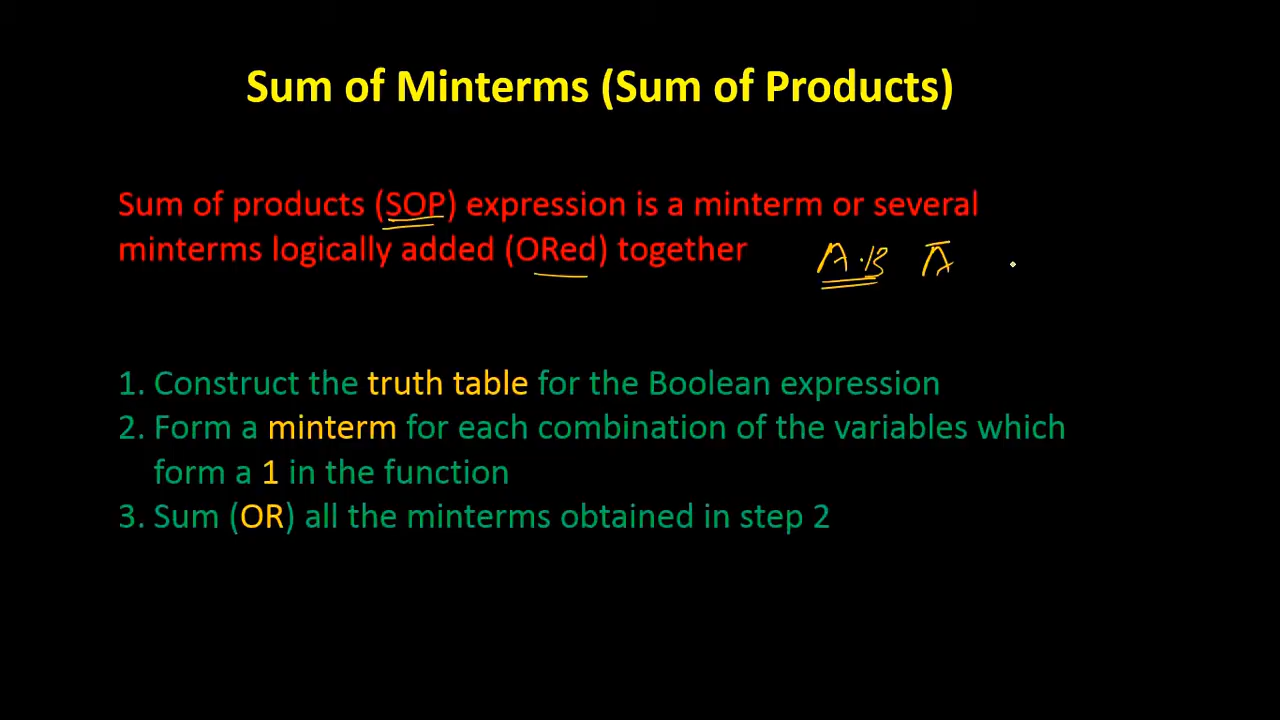 Sum of Minterms (Sum of Products)
Sum of products (SOP) expression is a minterm or several
minterms logically added (ORed) together
A·B A̅
1. Construct the truth table for the Boolean expression
2. Form a minterm for each combination of the variables which
form a 1 in the function
3. Sum (OR) all the minterms obtained in step 2